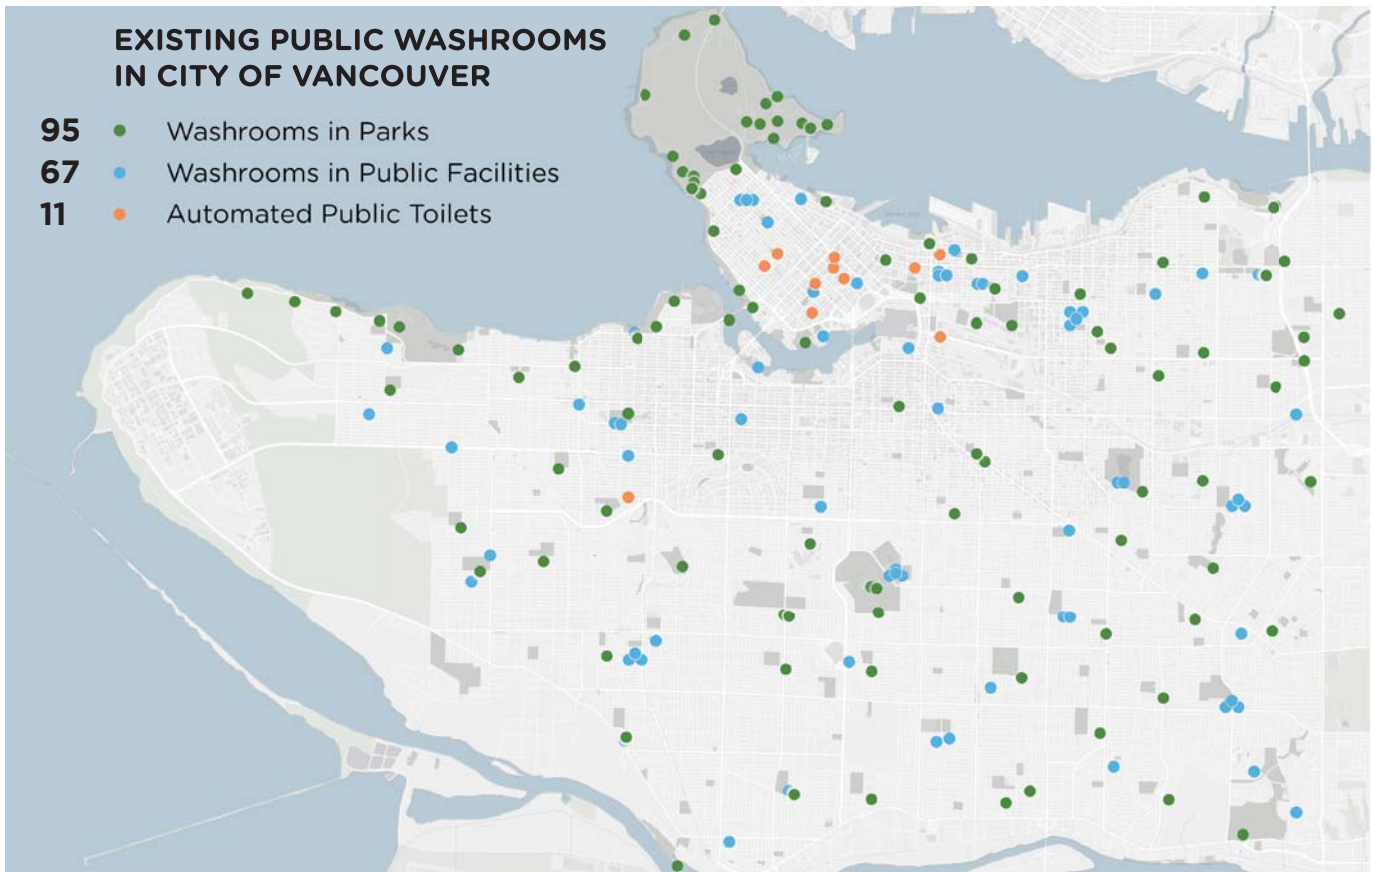 EXISTING PUBLIC WASHROOMS
IN CITY OF VANCOUVER
95 Washrooms in Parks
67 Washrooms in Public Facilities
11 Automated Public Toilets